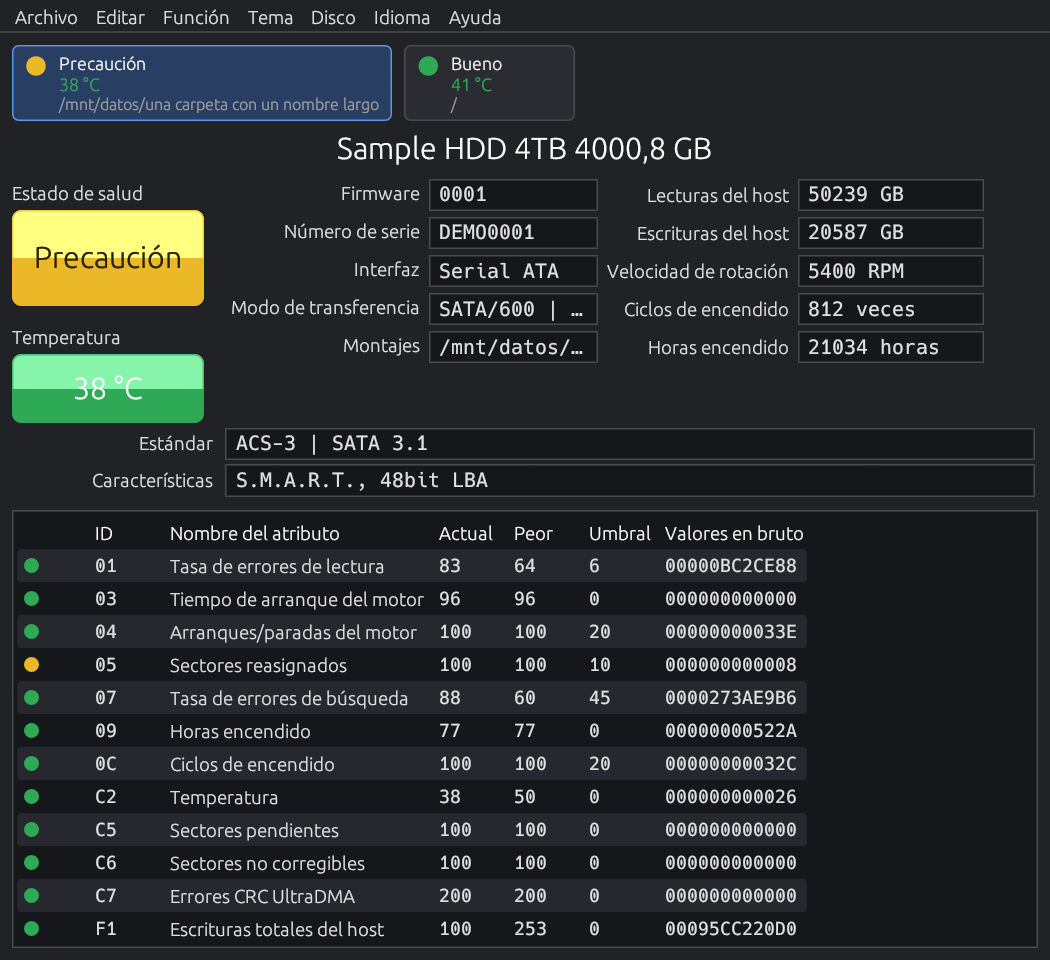 Archivo Editar Función Tema Disco Idioma Ayuda
Precaución
38 °C
/mnt/datos/una carpeta con un nombre largo
Bueno
41 °C
/
Sample HDD 4TB 4000,8 GB
Estado de salud
Precaución
Temperatura
38 °C
Firmware 0001
Número de serie DEMO0001
Interfaz Serial ATA
Modo de transferencia SATA/600 | …
Montajes /mnt/datos/…
Lecturas del host 50239 GB
Escrituras del host 20587 GB
Velocidad de rotación 5400 RPM
Ciclos de encendido 812 veces
Horas encendido 21034 horas
Estándar ACS-3 | SATA 3.1
Características S.M.A.R.T., 48bit LBA
ID Nombre del atributo Actual Peor Umbral Valores en bruto
01 Tasa de errores de lectura 83 64 6 00000BC2CE88
03 Tiempo de arranque del motor 96 96 0 000000000000
04 Arranques/paradas del motor 100 100 20 00000000033E
05 Sectores reasignados 100 100 10 000000000008
07 Tasa de errores de búsqueda 88 60 45 0000273AE9B6
09 Horas encendido 77 77 0 00000000522A
0C Ciclos de encendido 100 100 20 00000000032C
C2 Temperatura 38 50 0 000000000026
C5 Sectores pendientes 100 100 0 000000000000
C6 Sectores no corregibles 100 100 0 000000000000
C7 Errores CRC UltraDMA 200 200 0 000000000000
F1 Escrituras totales del host 100 253 0 00095CC220D0